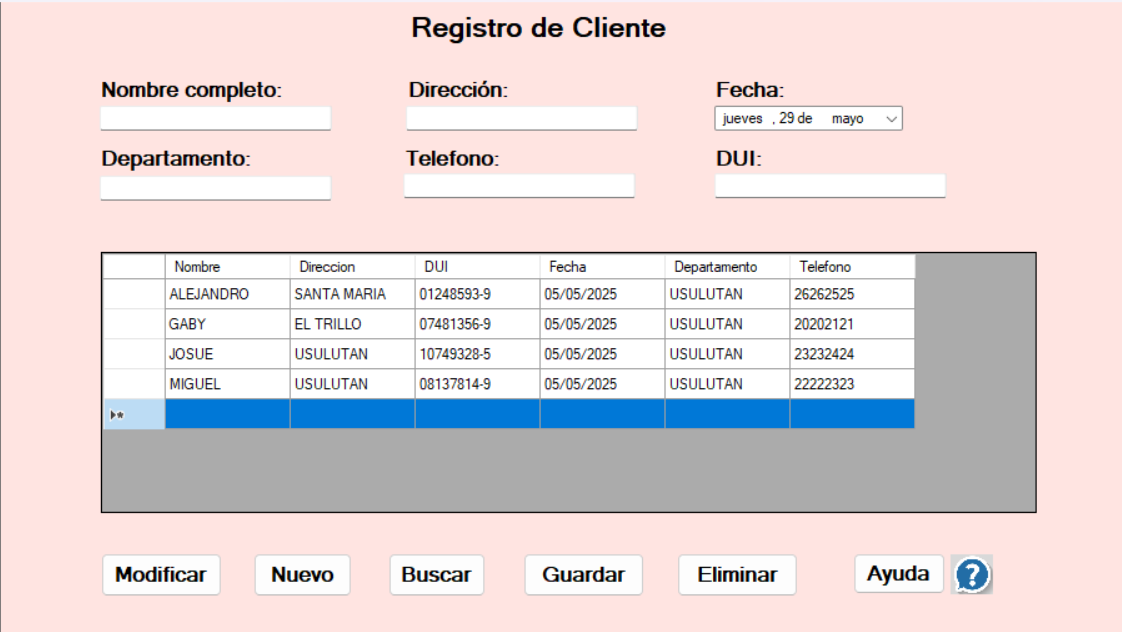 Registro de Cliente
Nombre completo: Dirección: Fecha:
jueves , 29 de mayo
Departamento: Telefono: DUI:
Nombre Direccion DUI Fecha Departamento Telefono
ALEJANDRO SANTA MARIA 01248593-9 05/05/2025 USULUTAN 26262525
GABY EL TRILLO 07481356-9 05/05/2025 USULUTAN 20202121
JOSUE USULUTAN 10749328-5 05/05/2025 USULUTAN 23232424
MIGUEL USULUTAN 08137814-9 05/05/2025 USULUTAN 22222323
Modificar Nuevo Buscar Guardar Eliminar Ayuda ?